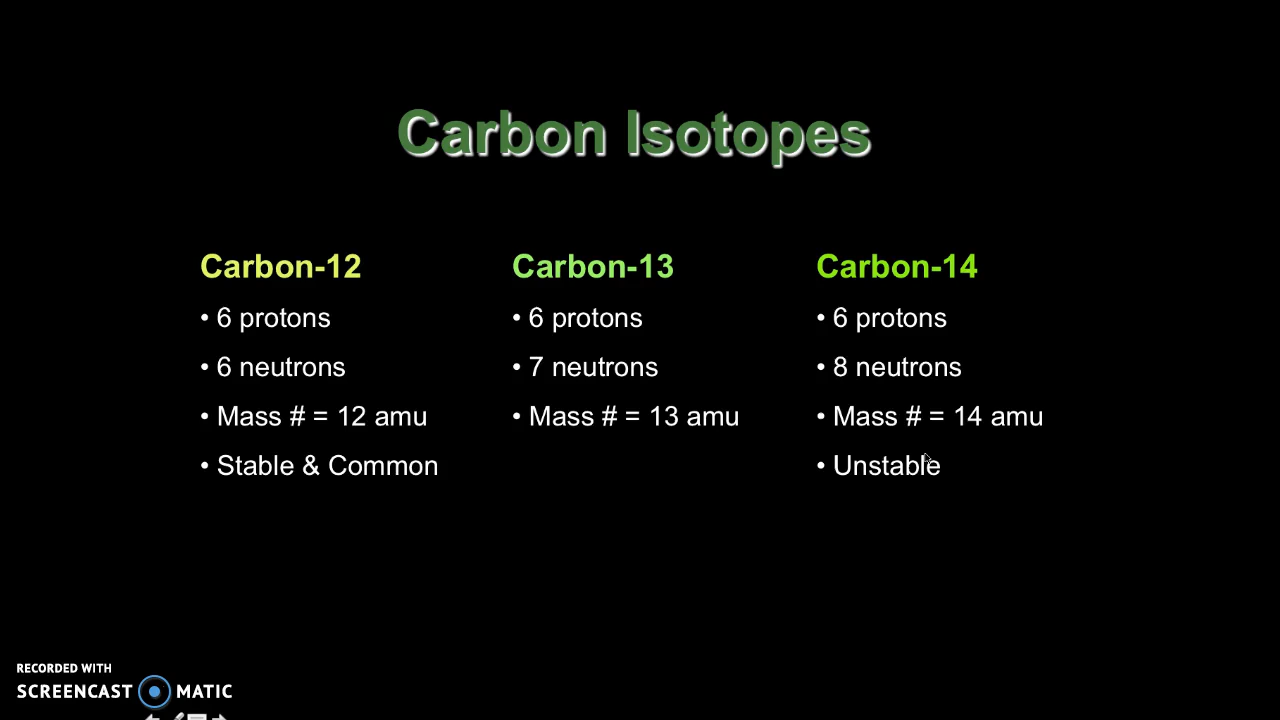 Carbon Isotopes
Carbon-12
• 6 protons
• 6 neutrons
• Mass # = 12 amu
• Stable & Common
Carbon-13
• 6 protons
• 7 neutrons
• Mass # = 13 amu
Carbon-14
• 6 protons
• 8 neutrons
• Mass # = 14 amu
• Unstable
RECORDED WITH
SCREENCAST MATIC